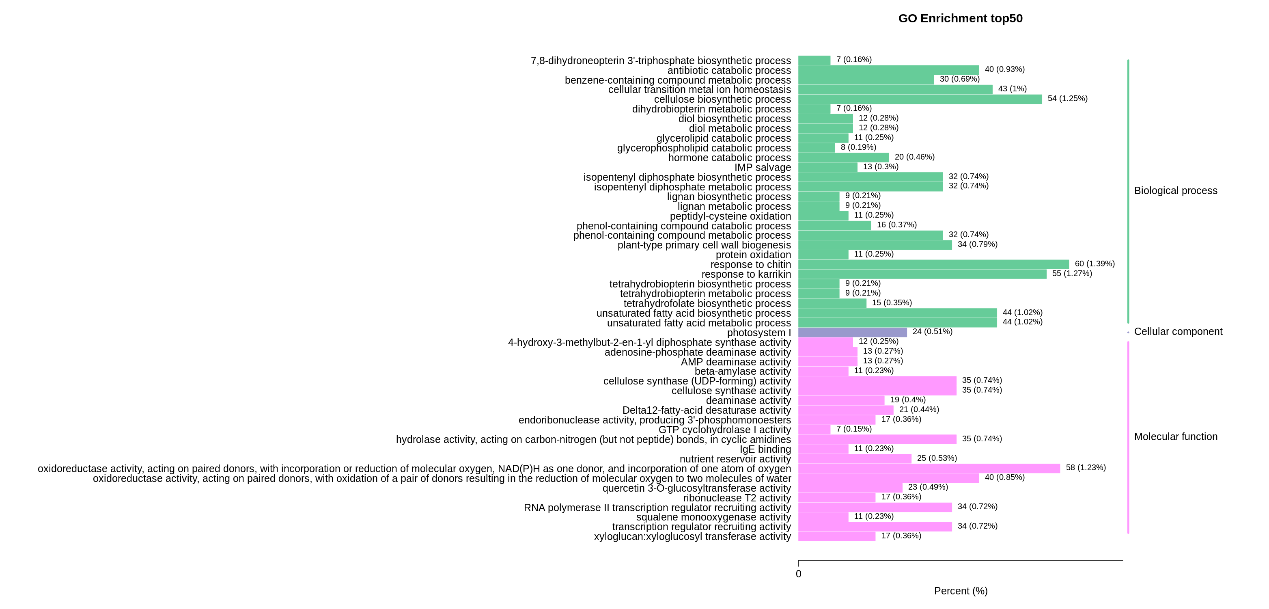 GO Enrichment top50
7,8-dihydroneopterin 3'-triphosphate biosynthetic process 7 (0.16%)
antibiotic catabolic process 40 (0.93%)
benzene-containing compound metabolic process 30 (0.69%)
cellular transition metal ion homeostasis 43 (1%)
cellulose biosynthetic process 54 (1.25%)
dihydrobiopterin metabolic process 7 (0.16%)
diol biosynthetic process 12 (0.28%)
diol metabolic process 12 (0.28%)
glycerolipid catabolic process 11 (0.25%)
glycerophospholipid catabolic process 8 (0.19%)
hormone catabolic process 20 (0.46%)
IMP salvage 13 (0.3%)
isopentenyl diphosphate biosynthetic process 32 (0.74%)
isopentenyl diphosphate metabolic process 32 (0.74%)
Biological process
lignan biosynthetic process 9 (0.21%)
lignan metabolic process 9 (0.21%)
peptidyl-cysteine oxidation 11 (0.25%)
phenol-containing compound catabolic process 16 (0.37%)
phenol-containing compound metabolic process 32 (0.74%)
plant-type primary cell wall biogenesis 34 (0.79%)
protein oxidation 11 (0.25%)
response to chitin 60 (1.39%)
response to karrikin 55 (1.27%)
tetrahydrobiopterin biosynthetic process 9 (0.21%)
tetrahydrobiopterin metabolic process 9 (0.21%)
tetrahydrofolate biosynthetic process 15 (0.35%)
unsaturated fatty acid biosynthetic process 44 (1.02%)
unsaturated fatty acid metabolic process 44 (1.02%)
photosystem I 24 (0.51%) Cellular component
4-hydroxy-3-methylbut-2-en-1-yl diphosphate synthase activity 12 (0.25%)
adenosine-phosphate deaminase activity 13 (0.27%)
AMP deaminase activity 13 (0.27%)
beta-amylase activity 11 (0.23%)
cellulose synthase (UDP-forming) activity 35 (0.74%)
cellulose synthase activity 35 (0.74%)
deaminase activity 19 (0.4%)
Delta12-fatty-acid desaturase activity 21 (0.44%)
endoribonuclease activity, producing 3'-phosphomonoesters 17 (0.36%)
GTP cyclohydrolase I activity 7 (0.15%)
Molecular function
hydrolase activity, acting on carbon-nitrogen (but not peptide) bonds, in cyclic amidines 35 (0.74%)
IgE binding 11 (0.23%)
nutrient reservoir activity 25 (0.53%)
oxidoreductase activity, acting on paired donors, with incorporation or reduction of molecular oxygen, NAD(P)H as one donor, and incorporation of one atom of oxygen 58 (1.23%)
oxidoreductase activity, acting on paired donors, with oxidation of a pair of donors resulting in the reduction of molecular oxygen to two molecules of water 40 (0.85%)
quercetin 3-O-glucosyltransferase activity 23 (0.49%)
ribonuclease T2 activity 17 (0.36%)
RNA polymerase II transcription regulator recruiting activity 34 (0.72%)
squalene monooxygenase activity 11 (0.23%)
transcription regulator recruiting activity 34 (0.72%)
xyloglucan:xyloglucosyl transferase activity 17 (0.36%)
0
Percent (%)